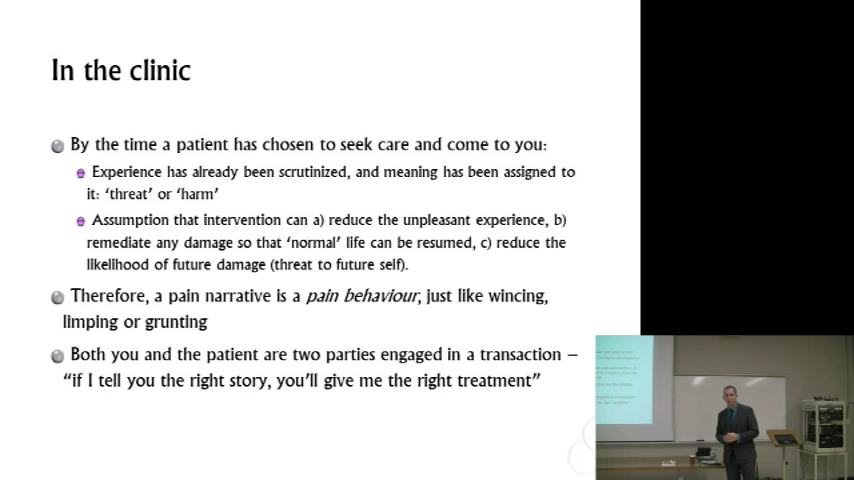 In the clinic
By the time a patient has chosen to seek care and come to you:
Experience has already been scrutinized, and meaning has been assigned to
it: ‘threat’ or ‘harm’
Assumption that intervention can a) reduce the unpleasant experience, b)
remediate any damage so that ‘normal’ life can be resumed, c) reduce the
likelihood of future damage (threat to future self).
Therefore, a pain narrative is a pain behaviour, just like wincing,
limping or grunting
Both you and the patient are two parties engaged in a transaction –
“if I tell you the right story, you’ll give me the right treatment”